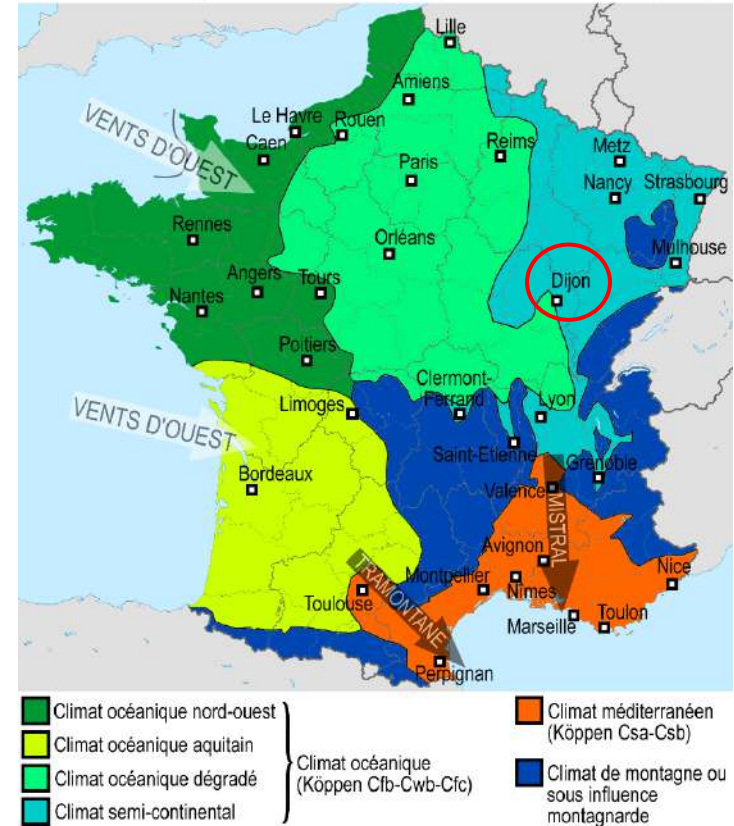 Lille
Amiens
VENTS D'OUEST
Le Havre
Rouen
Caen
Reims
Metz
Paris
Nancy
Strasbourg
Rennes
Orléans
Mulhouse
Dijon
Angers
Tours
Nantes
Poitiers
Clermont-
Ferrand
Limoges
Lyon
VENTS D'OUEST
Saint-Etienne
Grenoble
Bordeaux
Valence
MISTRAL
Avignon
Nice
TRAMONTANE
Montpellier
Nîmes
Toulouse
Marseille
Toulon
Perpignan
Climat océanique nord-ouest
Climat océanique aquitain
Climat océanique dégradé
Climat semi-continental
Climat océanique
(Köppen Cfb-Cwb-Cfc)
Climat méditerranéen
(Köppen Csa-Csb)
Climat de montagne ou
sous influence
montagnarde